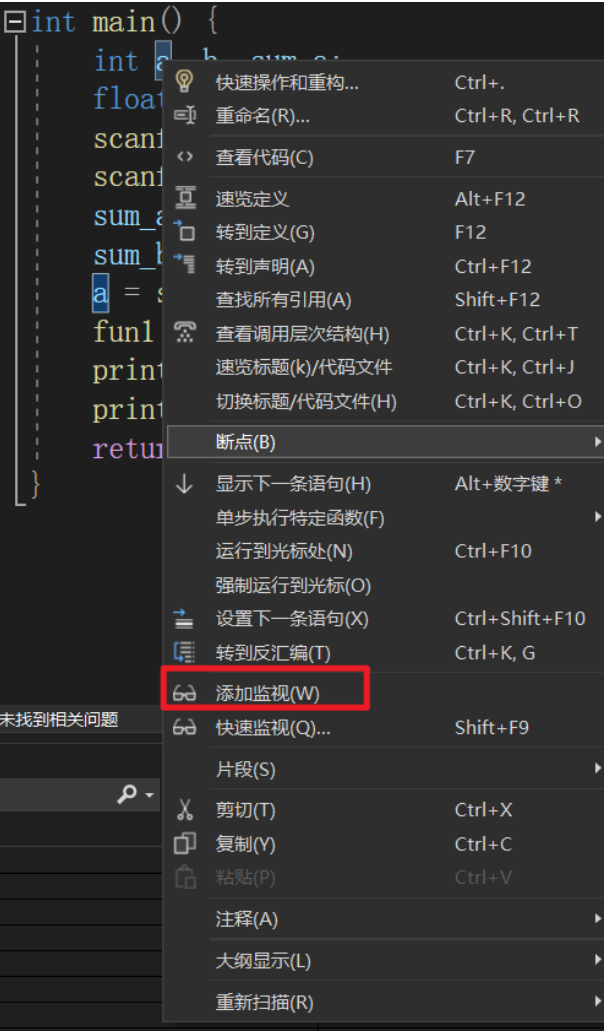 int main() {
int a, b, sum_a;
float
scanf
scanf
sum_a
sum_b
a = s
fun1
print
print
return
}
快速操作和重构... Ctrl+.
重命名(R)... Ctrl+R, Ctrl+R
查看代码(C) F7
速览定义 Alt+F12
转到定义(G) F12
转到声明(A) Ctrl+F12
查找所有引用(A) Shift+F12
查看调用层次结构(H) Ctrl+K, Ctrl+T
速览标题(k)/代码文件 Ctrl+K, Ctrl+J
切换标题/代码文件(H) Ctrl+K, Ctrl+O
断点(B)
显示下一条语句(H) Alt+数字键 *
单步执行特定函数(F)
运行到光标处(N) Ctrl+F10
强制运行到光标(O)
设置下一条语句(X) Ctrl+Shift+F10
转到反汇编(T) Ctrl+K, G
添加监视(W)
未找到相关问题
快速监视(Q)... Shift+F9
片段(S)
剪切(T) Ctrl+X
复制(Y) Ctrl+C
粘贴(P) Ctrl+V
注释(A)
大纲显示(L)
重新扫描(R)